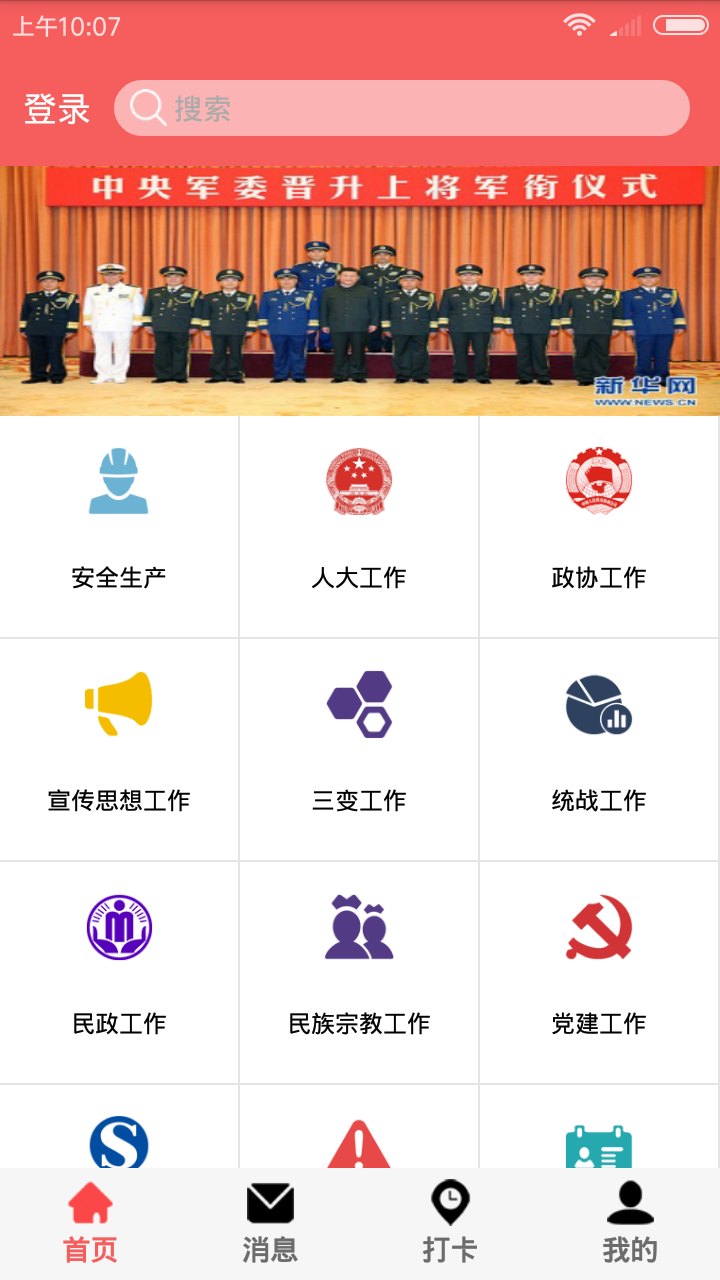 上午10:07
登录
搜索
中央军委晋升上将军衔仪式
新华网
WWW.NEWS.CN
安全生产
人大工作
政协工作
宣传思想工作
三变工作
统战工作
民政工作
民族宗教工作
党建工作
首页
消息
打卡
我的